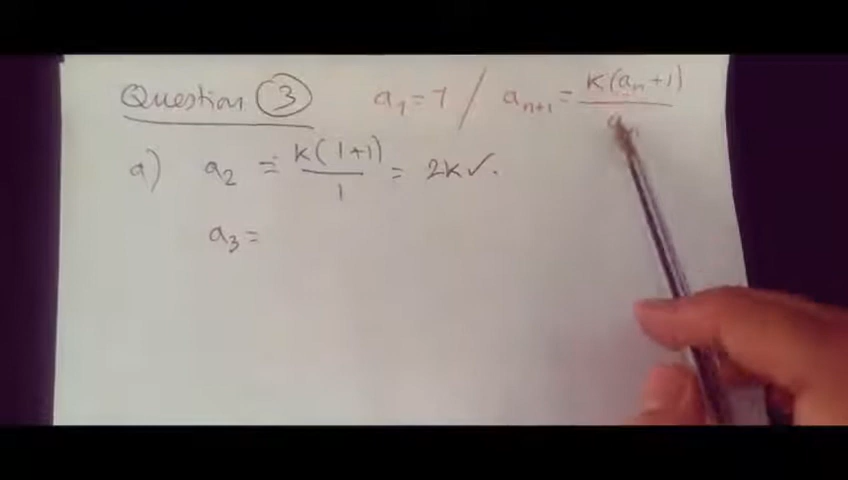 Question 3 a₁=1 / aₙ₊₁ = K(aₙ+1)/aₙ
a) a₂ = K(1+1)/1 = 2K✓.
a₃ =